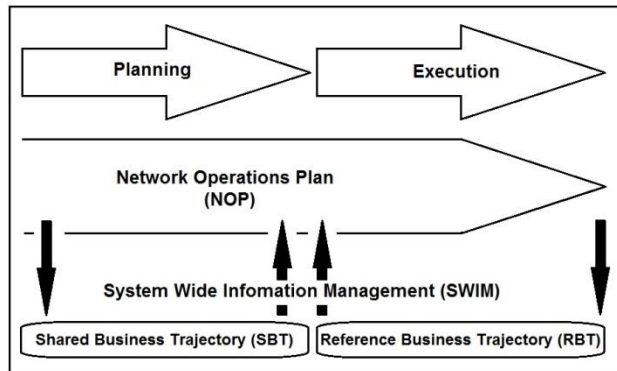 Planning
Execution
Network Operations Plan
(NOP)
System Wide Infomation Management (SWIM)
Shared Business Trajectory (SBT)
Reference Business Trajectory (RBT)